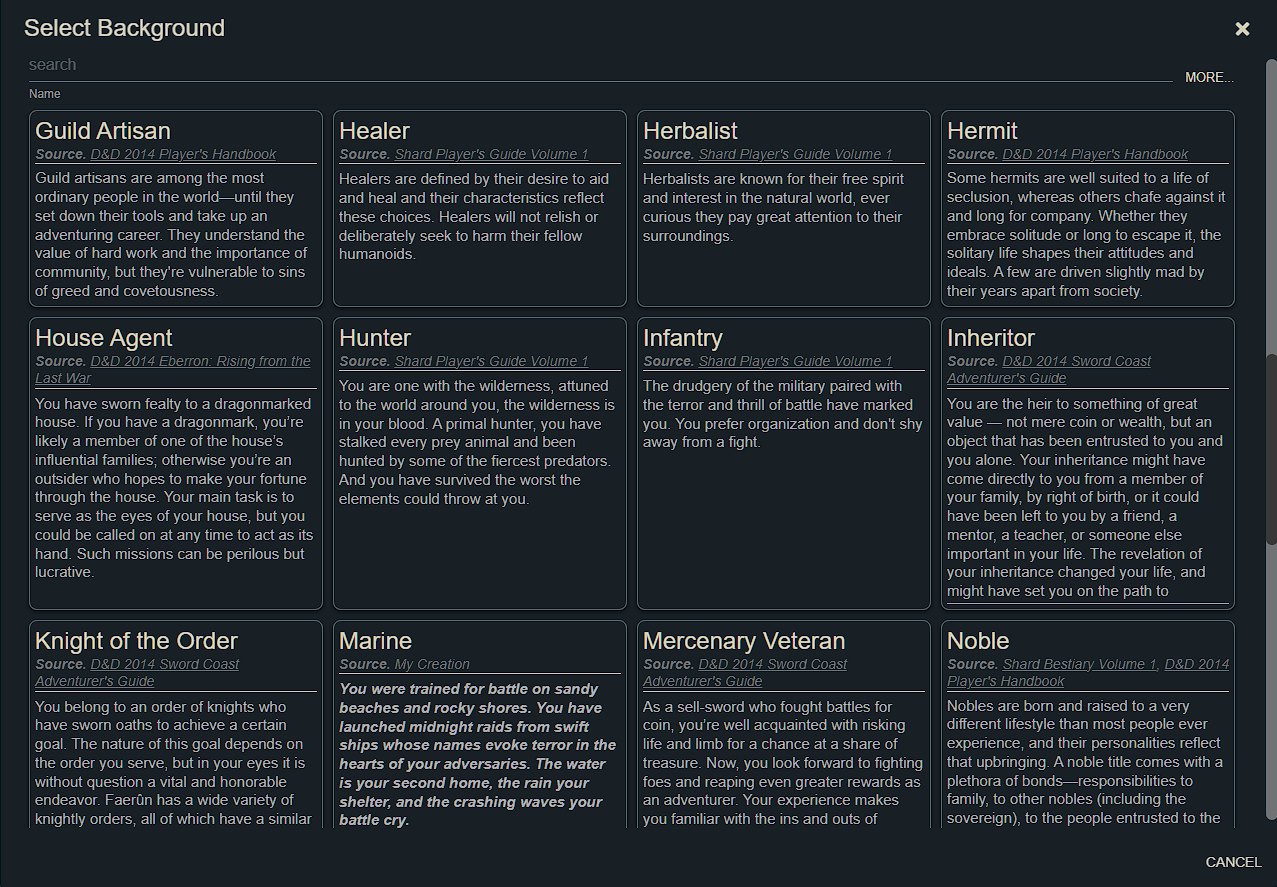 Select Background
×
search
MORE...
Name
Guild Artisan
Source. D&D 2014 Player's Handbook
Guild artisans are among the most
ordinary people in the world—until they
set down their tools and take up an
adventuring career. They understand the
value of hard work and the importance of
community, but they're vulnerable to sins
of greed and covetousness.
Healer
Source. Shard Player's Guide Volume 1
Healers are defined by their desire to aid
and heal and their characteristics reflect
these choices. Healers will not relish or
deliberately seek to harm their fellow
humanoids.
Herbalist
Source. Shard Player's Guide Volume 1
Herbalists are known for their free spirit
and interest in the natural world, ever
curious they pay great attention to their
surroundings.
Hermit
Source. D&D 2014 Player's Handbook
Some hermits are well suited to a life of
seclusion, whereas others chafe against it
and long for company. Whether they
embrace solitude or long to escape it, the
solitary life shapes their attitudes and
ideals. A few are driven slightly mad by
their years apart from society.
House Agent
Source. D&D 2014 Eberron: Rising from the
Last War
You have sworn fealty to a dragonmarked
house. If you have a dragonmark, you're
likely a member of one of the house's
influential families; otherwise you're an
outsider who hopes to make your fortune
through the house. Your main task is to
serve as the eyes of your house, but you
could be called on at any time to act as its
hand. Such missions can be perilous but
lucrative.
Hunter
Source. Shard Player's Guide Volume 1
You are one with the wilderness, attuned
to the world around you, the wilderness is
in your blood. A primal hunter, you have
stalked every prey animal and been
hunted by some of the fiercest predators.
And you have survived the worst the
elements could throw at you.
Infantry
Source. Shard Player's Guide Volume 1
The drudgery of the military paired with
the terror and thrill of battle have marked
you. You prefer organization and don't shy
away from a fight.
Inheritor
Source. D&D 2014 Sword Coast
Adventurer's Guide
You are the heir to something of great
value — not mere coin or wealth, but an
object that has been entrusted to you and
you alone. Your inheritance might have
come directly to you from a member of
your family, by right of birth, or it could
have been left to you by a friend, a
mentor, a teacher, or someone else
important in your life. The revelation of
your inheritance changed your life, and
might have set you on the path to
Knight of the Order
Source. D&D 2014 Sword Coast
Adventurer's Guide
You belong to an order of knights who
have sworn oaths to achieve a certain
goal. The nature of this goal depends on
the order you serve, but in your eyes it is
without question a vital and honorable
endeavor. Faerûn has a wide variety of
knightly orders, all of which have a similar
Marine
Source. My Creation
You were trained for battle on sandy
beaches and rocky shores. You have
launched midnight raids from swift
ships whose names evoke terror in the
hearts of your adversaries. The water
is your second home, the rain your
shelter, and the crashing waves your
battle cry.
Mercenary Veteran
Source. D&D 2014 Sword Coast
Adventurer's Guide
As a sell-sword who fought battles for
coin, you're well acquainted with risking
life and limb for a chance at a share of
treasure. Now, you look forward to fighting
foes and reaping even greater rewards as
an adventurer. Your experience makes
you familiar with the ins and outs of
Noble
Source. Shard Bestiary Volume 1, D&D 2014
Player's Handbook
Nobles are born and raised to a very
different lifestyle than most people ever
experience, and their personalities reflect
that upbringing. A noble title comes with a
plethora of bonds—responsibilities to
family, to other nobles (including the
sovereign), to the people entrusted to the
CANCEL